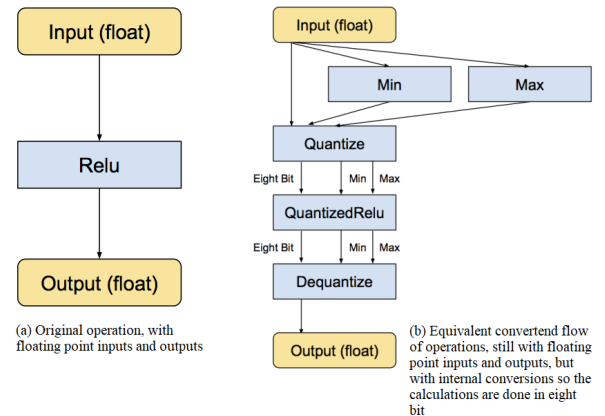 Input (float)
Relu
Output (float)
(a) Original operation, with
floating point inputs and outputs
Input (float)
Min
Max
Quantize
Eight Bit
Min
Max
QuantizedRelu
Eight Bit
Min
Max
Dequantize
Output (float)
(b) Equivalent convertend flow
of operations, still with floating
point inputs and outputs, but
with internal conversions so the
calculations are done in eight
bit